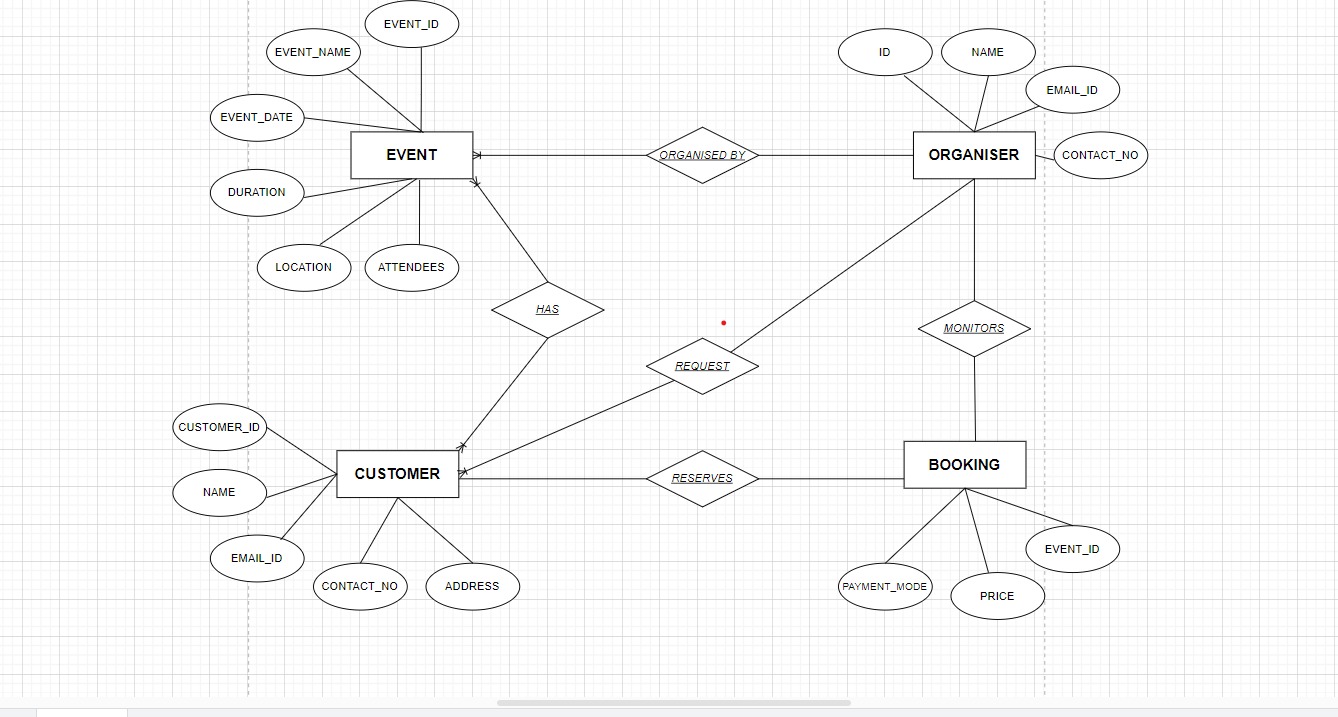 EVENT_ID
EVENT_NAME
ID
NAME
EMAIL_ID
EVENT_DATE
EVENT
ORGANISED BY
ORGANISER
CONTACT_NO
DURATION
LOCATION
ATTENDEES
HAS
MONITORS
REQUEST
CUSTOMER_ID
CUSTOMER
BOOKING
RESERVES
NAME
EMAIL_ID
CONTACT_NO
ADDRESS
EVENT_ID
PAYMENT_MODE
PRICE